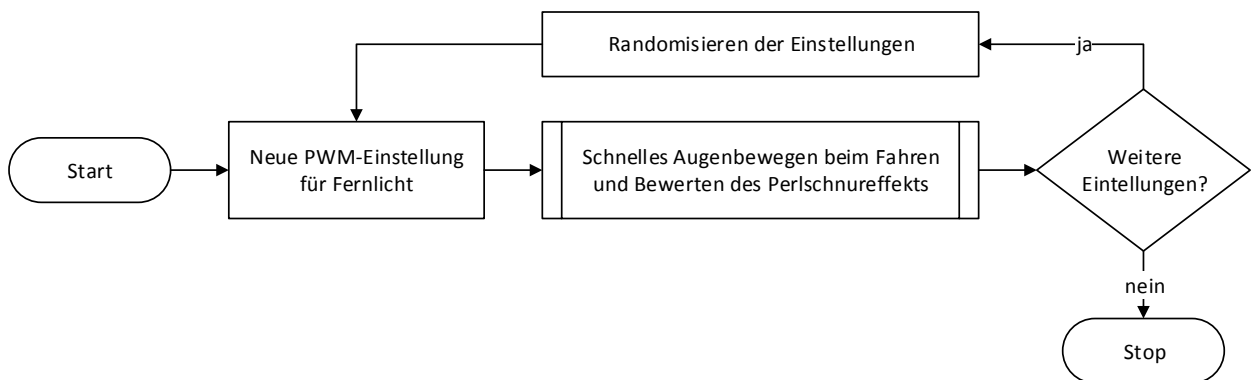 Randomisieren der Einstellungen
ja
Start
Neue PWM-Einstellung
für Fernlicht
Schnelles Augenbewegen beim Fahren
und Bewerten des Perlschnureffekts
Weitere
Eintellungen?
nein
Stop